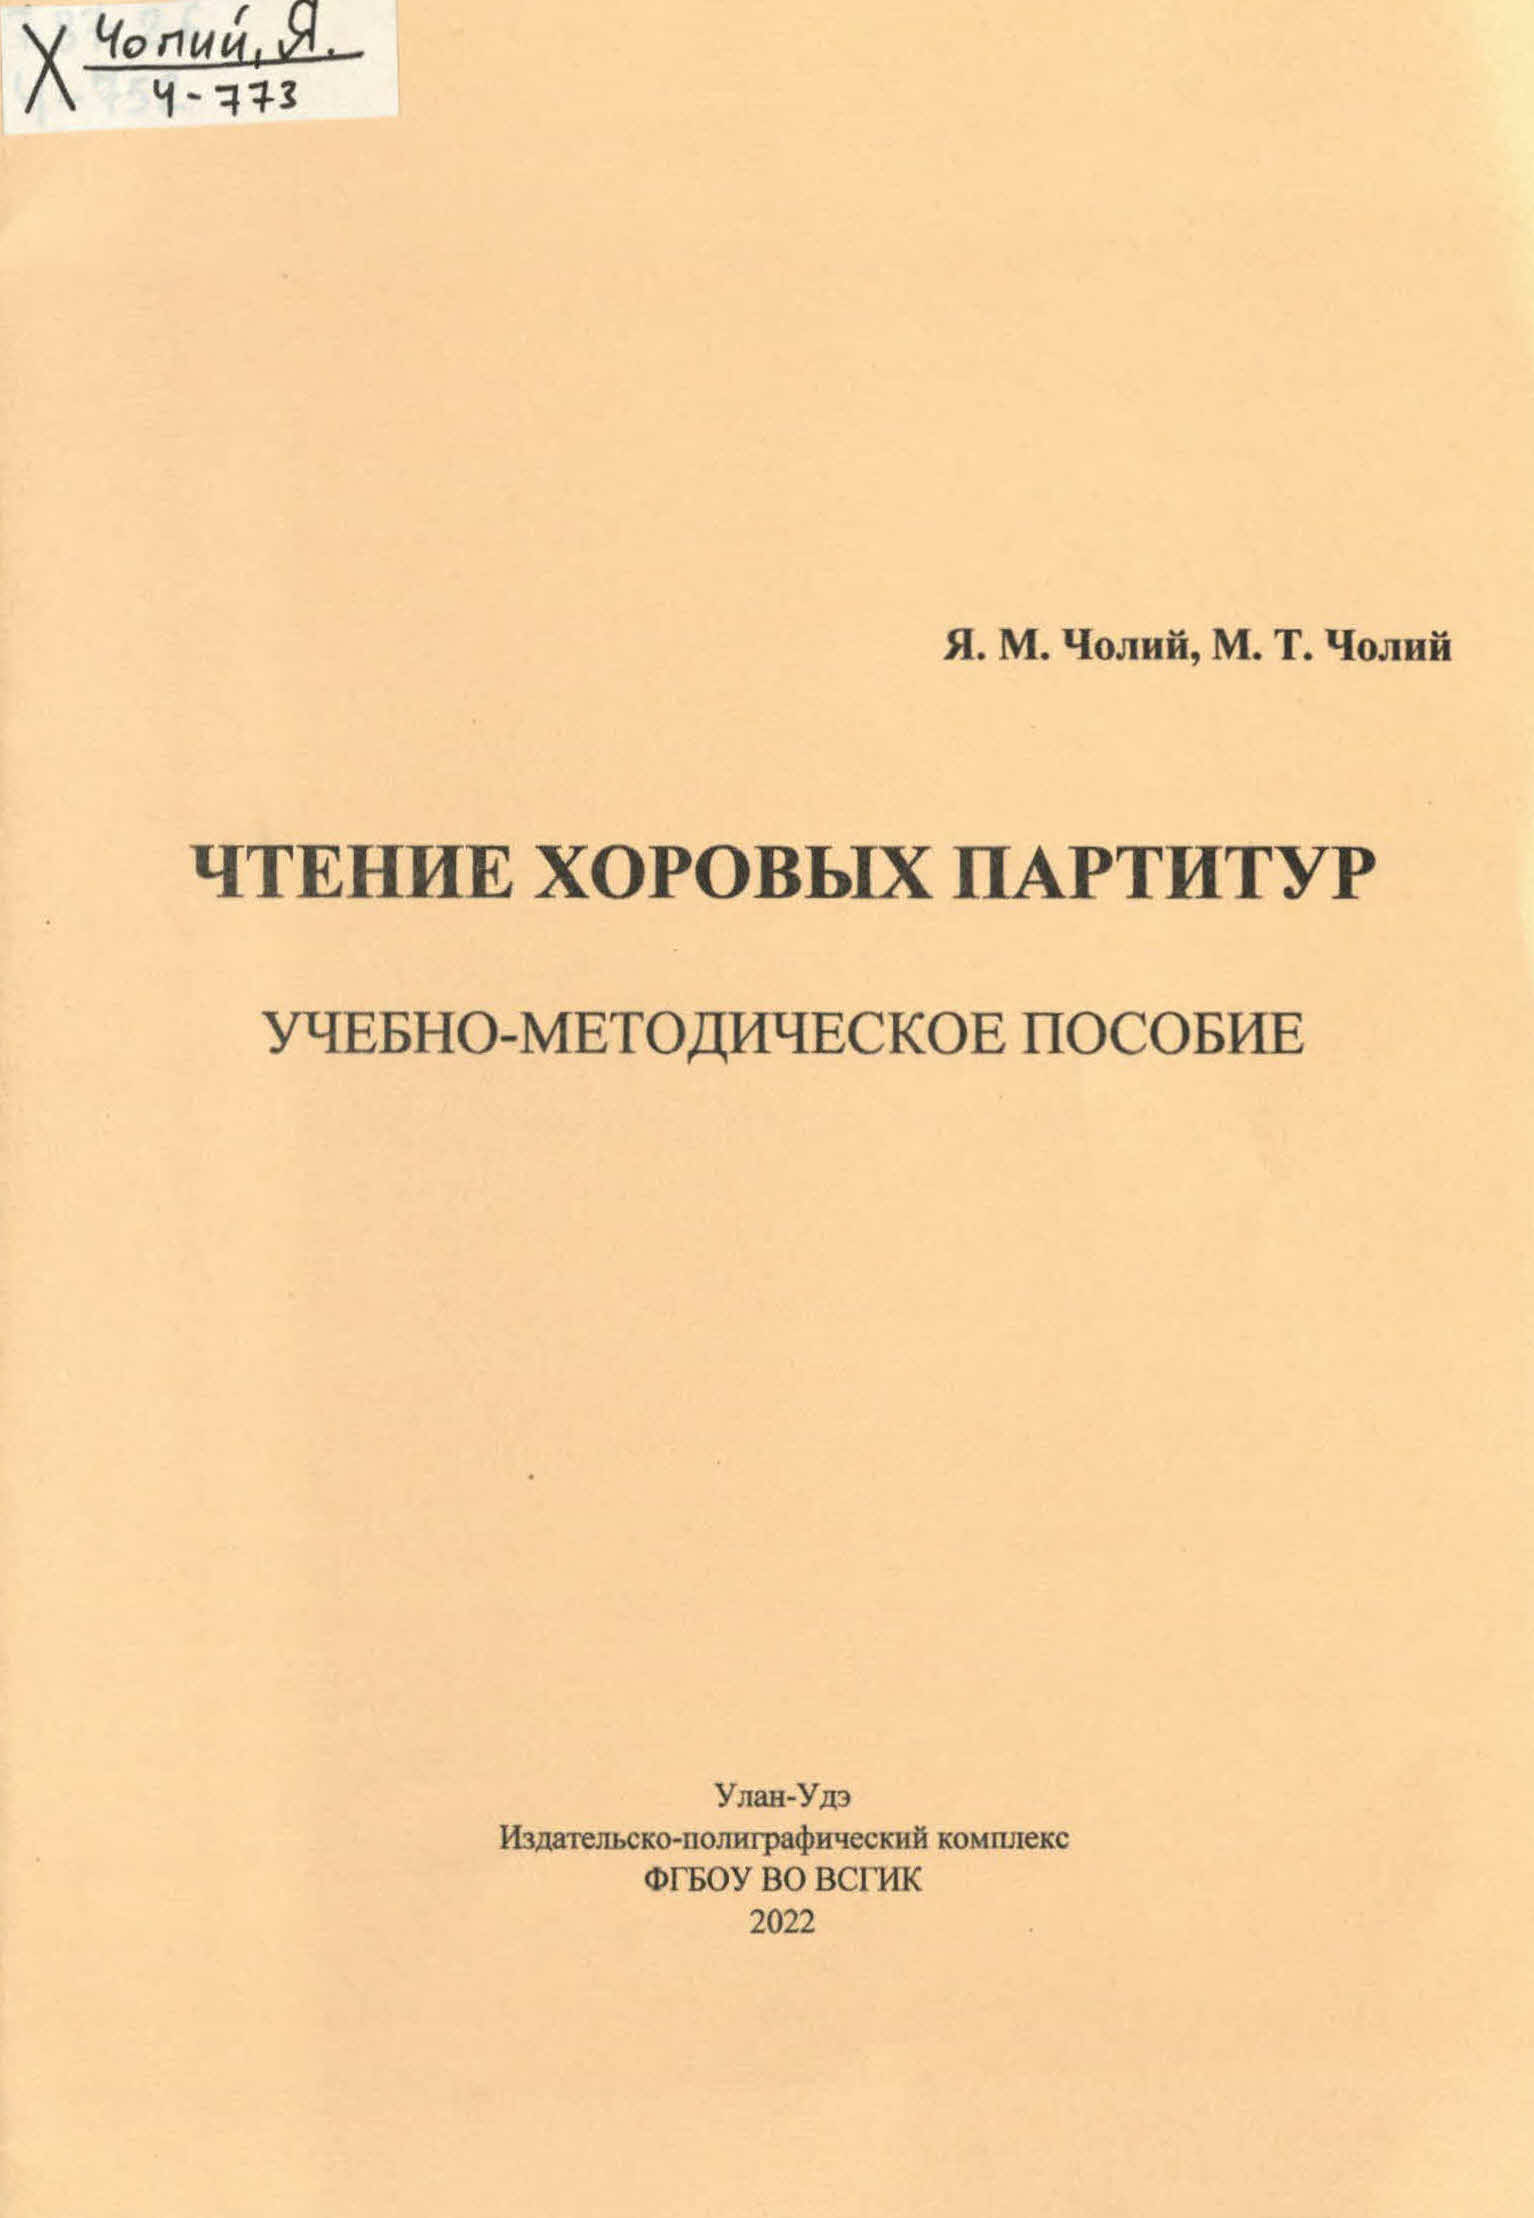 Х Чолий, Я.
Ч-773
Я. М. Чолий, М. Т. Чолий
ЧТЕНИЕ ХОРОВЫХ ПАРТИТУР
УЧЕБНО-МЕТОДИЧЕСКОЕ ПОСОБИЕ
Улан-Удэ
Издательско-полиграфический комплекс
ФГБОУ ВО ВСГИК
2022